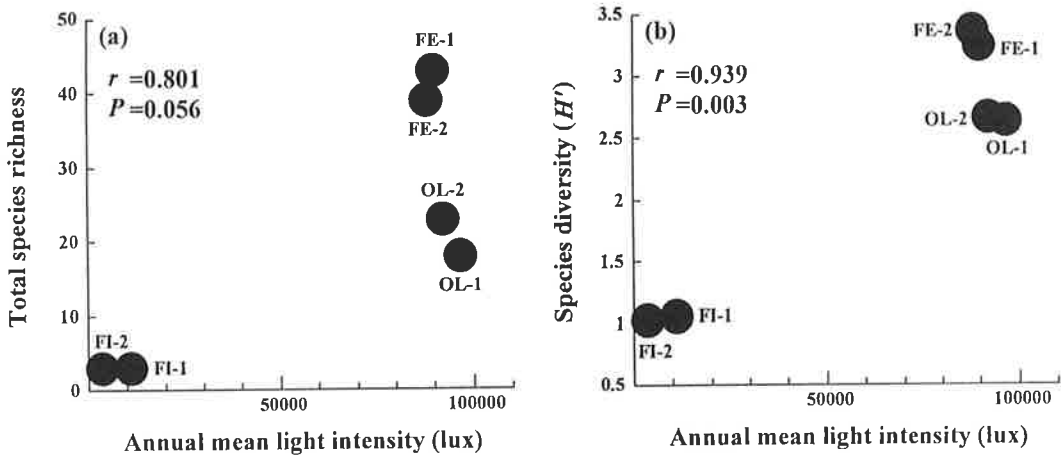 (a)
r =0.801
P =0.056
FE-1
FE-2
OL-2
OL-1
FI-2
FI-1
50
40
30
20
10
0
50000
100000
Total species richness
Annual mean light intensity (lux)
(b)
r =0.939
P =0.003
FE-2
FE-1
OL-2
OL-1
FI-1
FI-2
3.5
3
2.5
2
1.5
1
0.5
50000
100000
Species diversity (H')
Annual mean light intensity (lux)